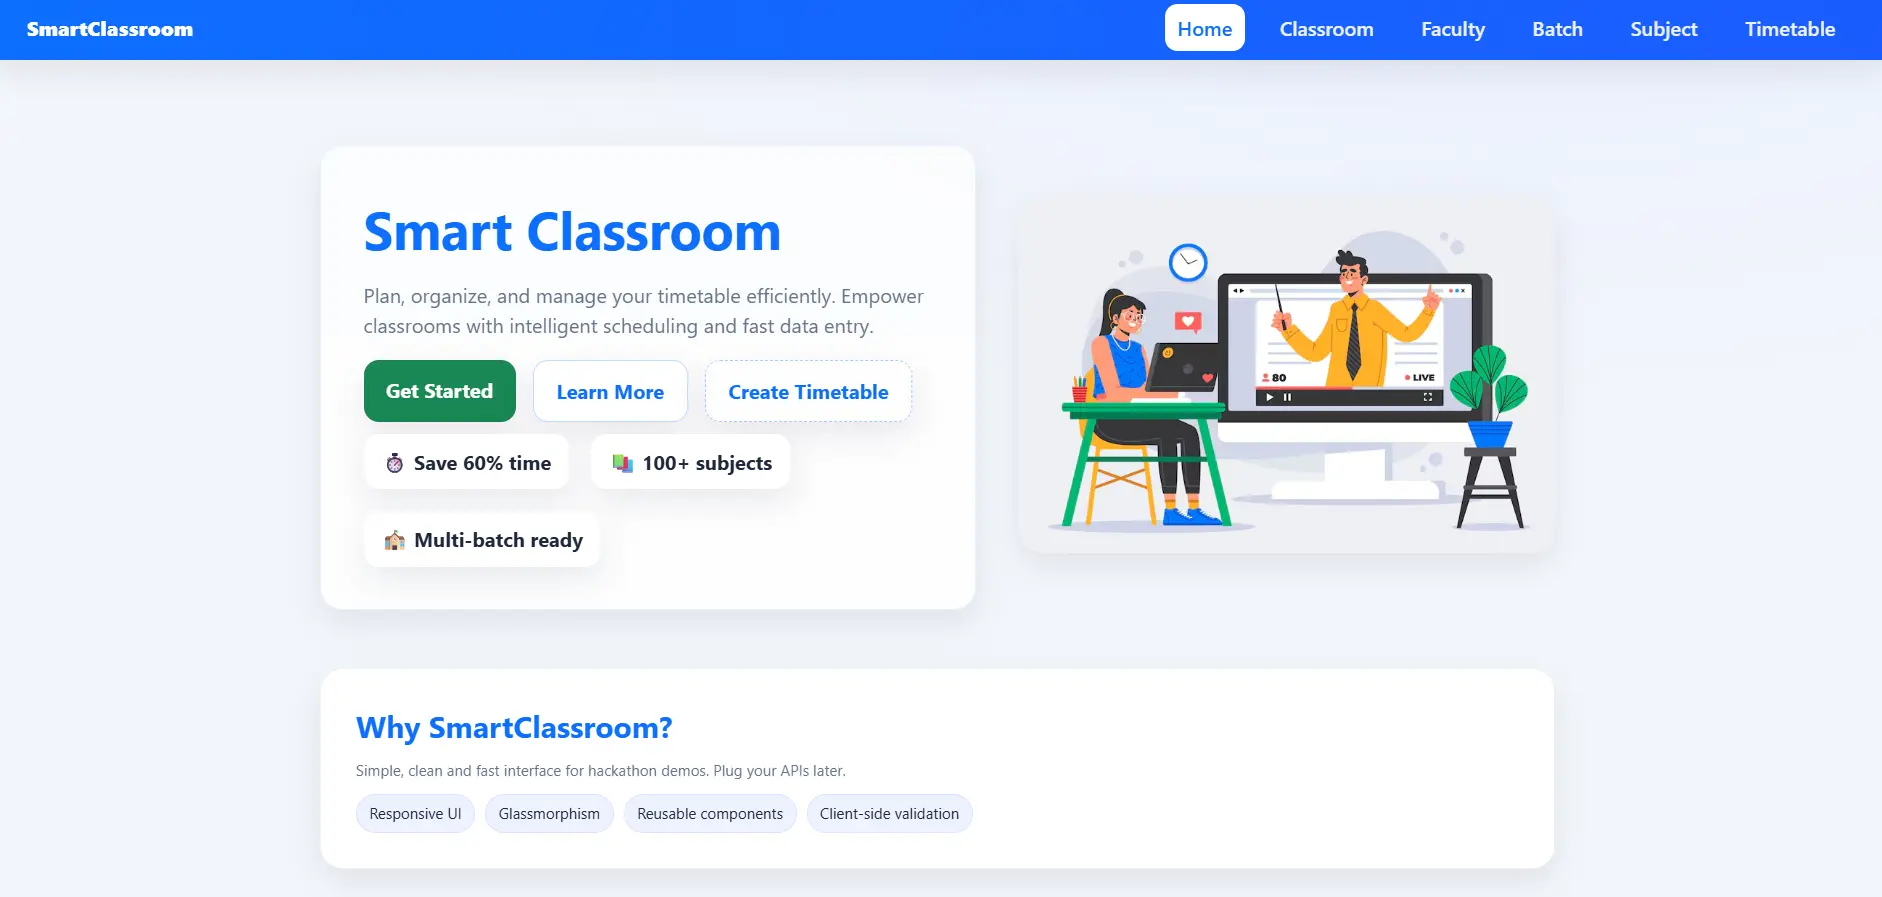 SmartClassroom
Home Classroom Faculty Batch Subject Timetable
Smart Classroom
Plan, organize, and manage your timetable efficiently. Empower
classrooms with intelligent scheduling and fast data entry.
Get Started Learn More Create Timetable
Save 60% time 100+ subjects
Multi-batch ready
80 LIVE
Why SmartClassroom?
Simple, clean and fast interface for hackathon demos. Plug your APIs later.
Responsive UI Glassmorphism Reusable components Client-side validation